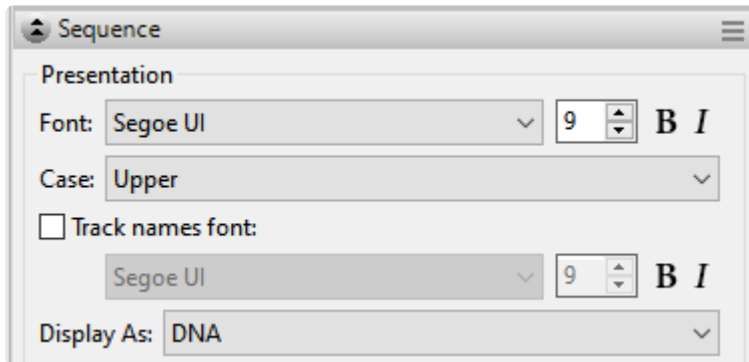 Sequence
Presentation
Font: Segoe UI 9 B I
Case: Upper
Track names font:
Segoe UI 9 B I
Display As: DNA